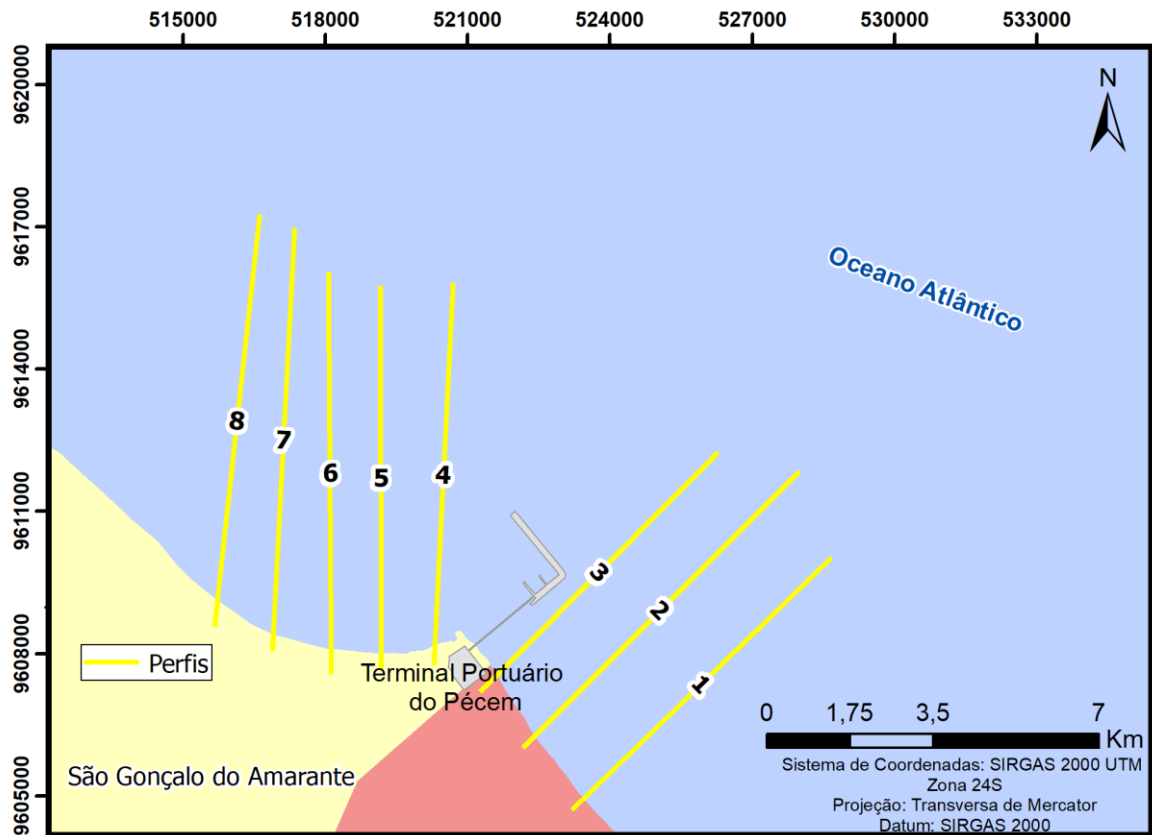 515000 518000 521000 524000 527000 530000 533000
9620000
9617000
9614000
9611000
9608000
9605000
N
Oceano Atlântico
8
7
6
5
4
3
2
1
Perfis
Terminal Portuário
do Pécem
São Gonçalo do Amarante
0 1,75 3,5 7
Km
Sistema de Coordenadas: SIRGAS 2000 UTM
Zona 24S
Projeção: Transversa de Mercator
Datum: SIRGAS 2000